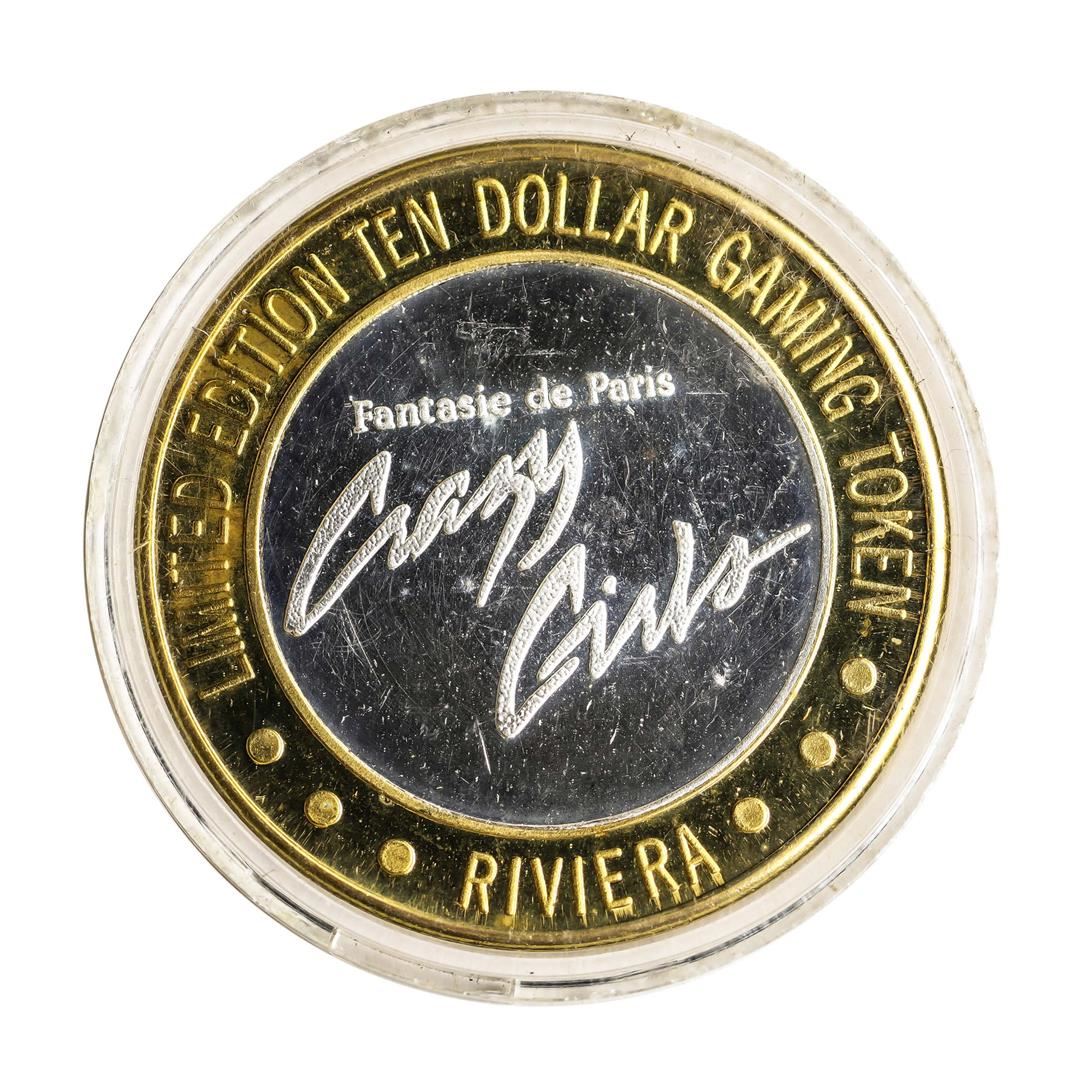 LIMITED EDITION TEN DOLLAR GAMING TOKEN
Fantasie de Paris
Crazy
Girls
RIVIERA